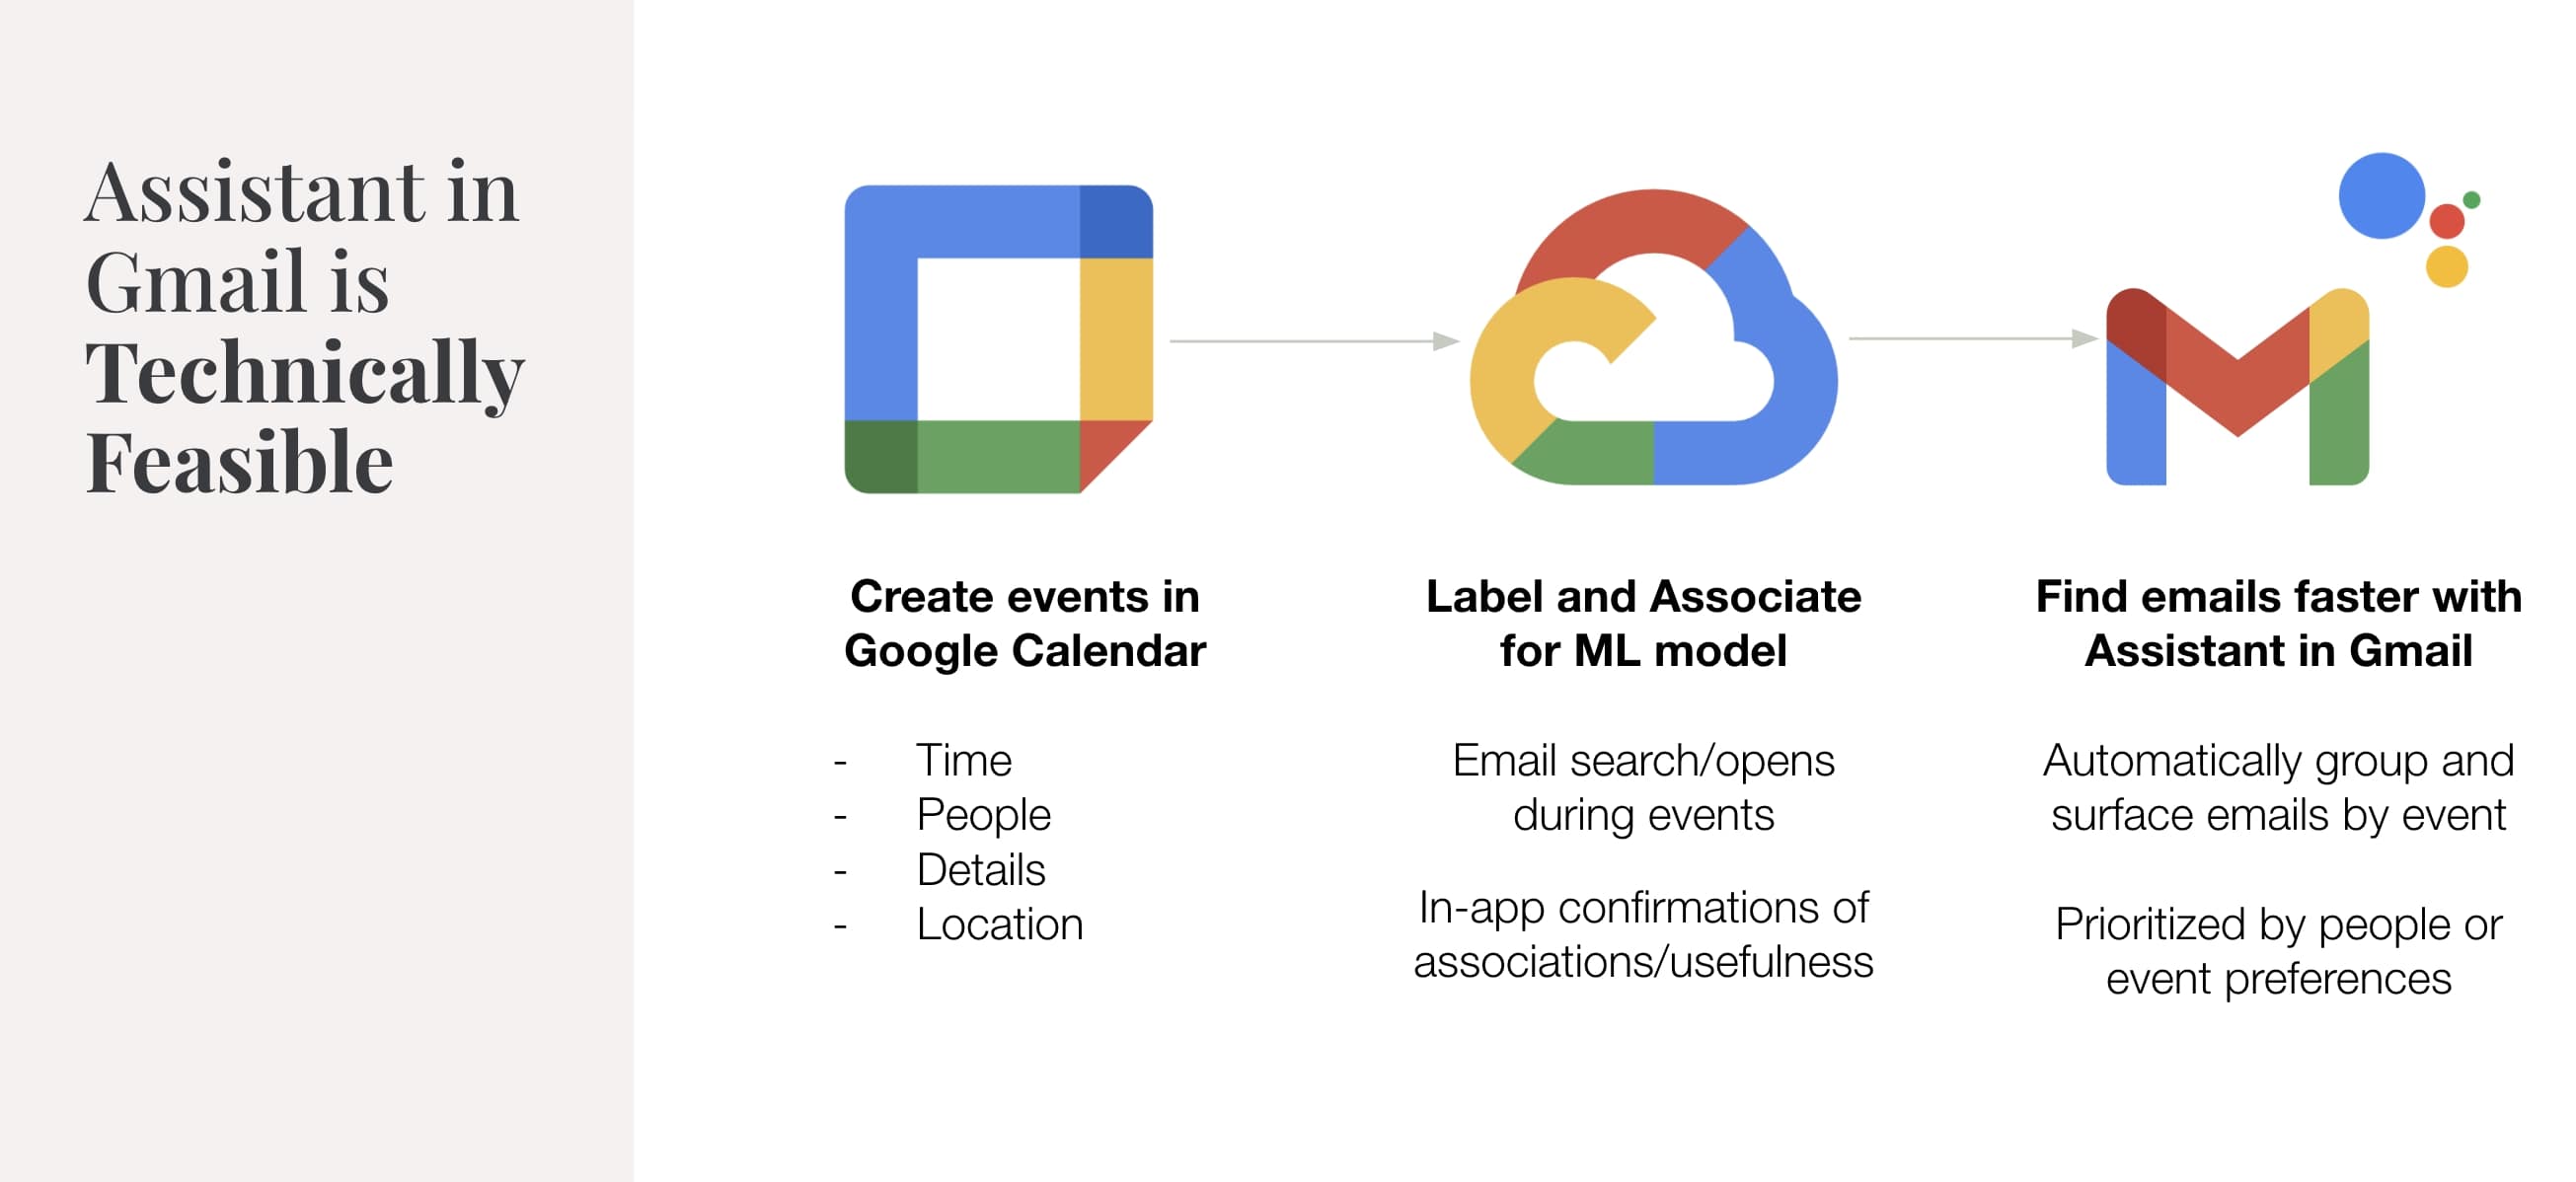 Assistant in
Gmail is
Technically
Feasible
Create events in
Google Calendar
- Time
- People
- Details
- Location
Label and Associate
for ML model
Email search/opens
during events
In-app confirmations of
associations/usefulness
Find emails faster with
Assistant in Gmail
Automatically group and
surface emails by event
Prioritized by people or
event preferences